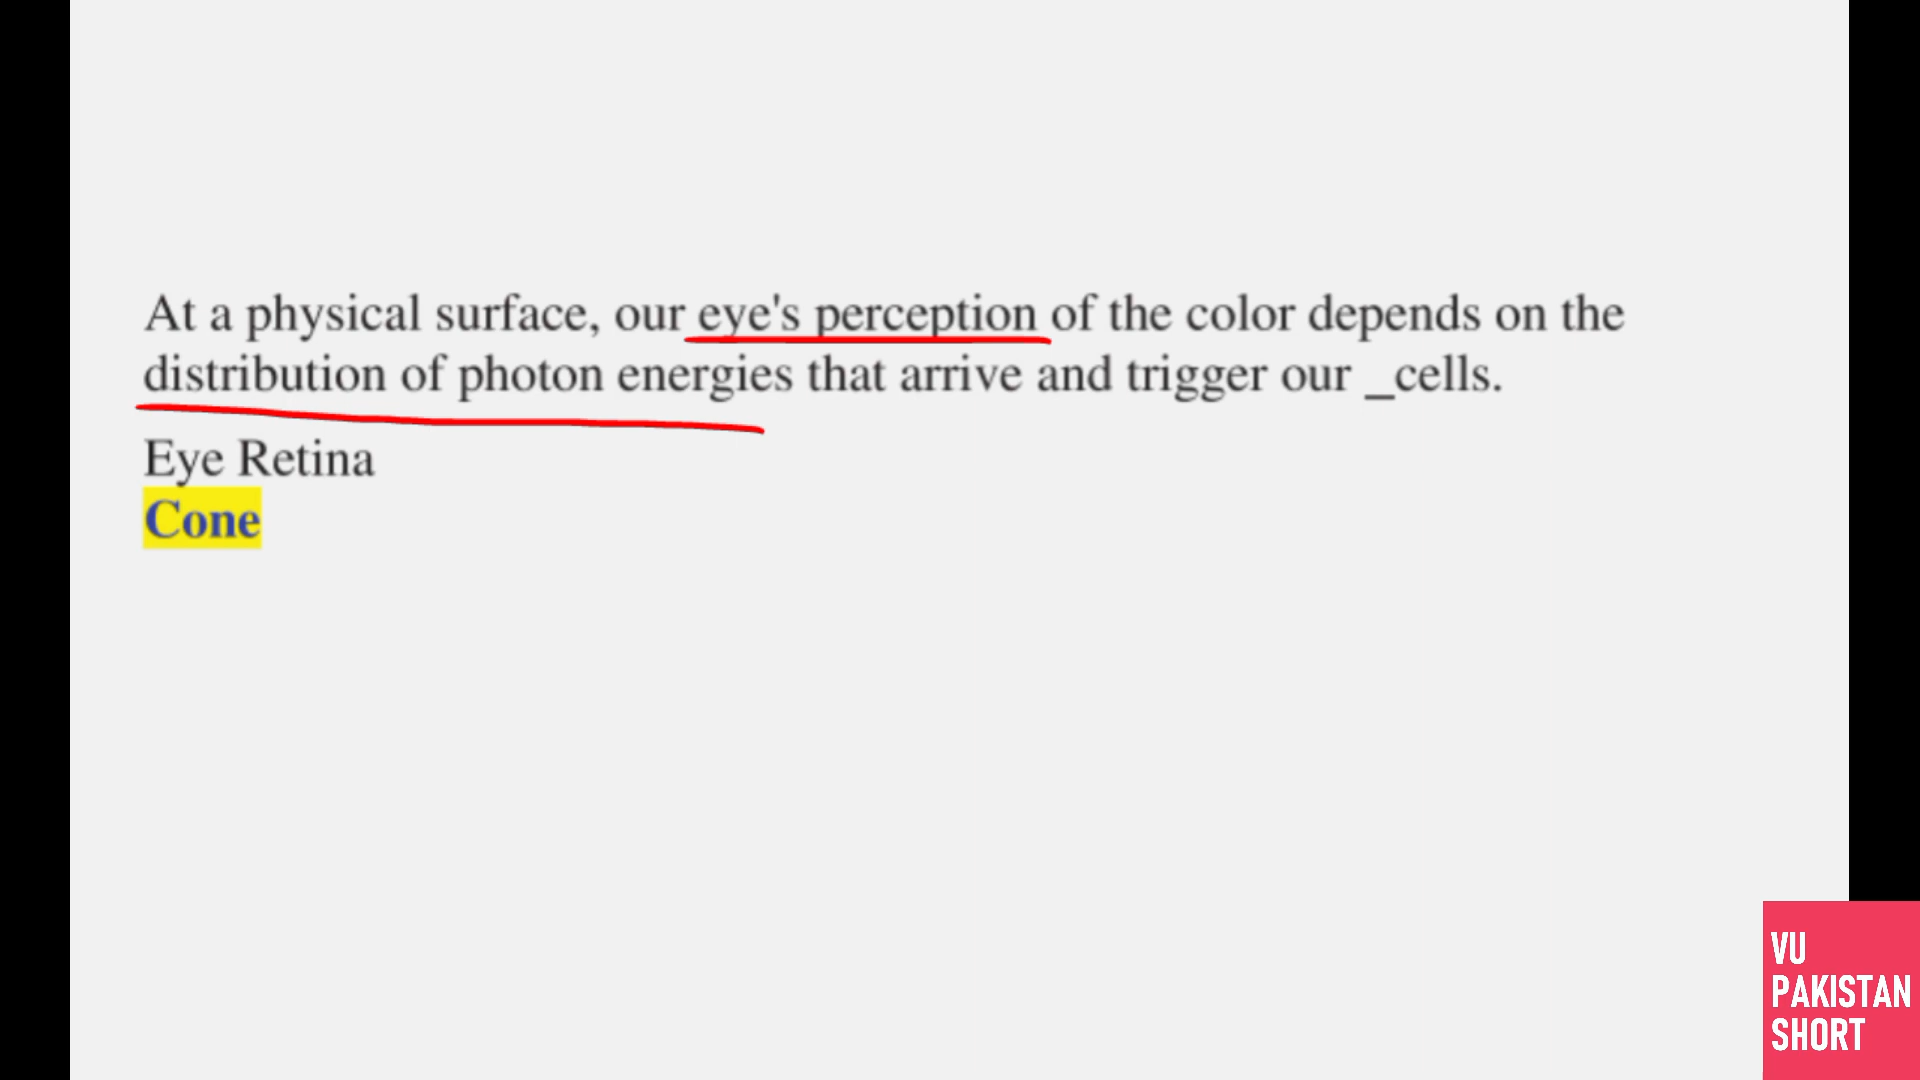 At a physical surface, our eye's perception of the color depends on the
distribution of photon energies that arrive and trigger our _cells.
Eye Retina
Cone
VU
PAKISTAN
SHORT